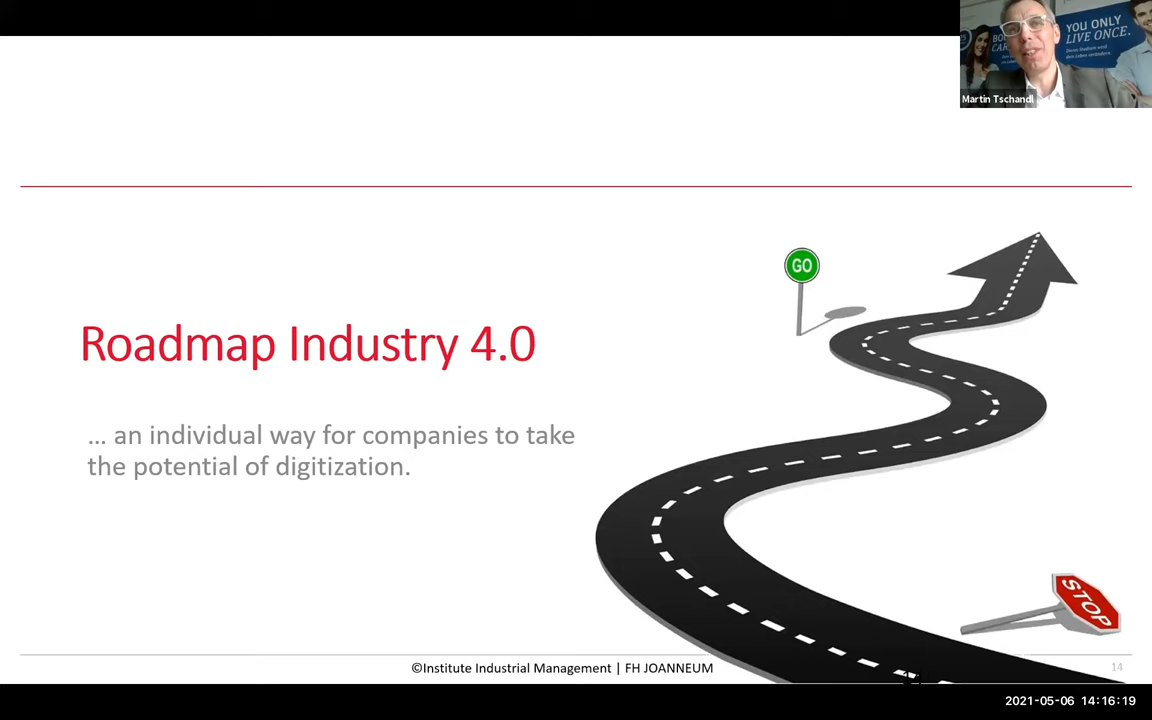 YOU ONLY
LIVE ONCE.
Martin Tschandl
GO
Roadmap Industry 4.0
... an individual way for companies to take
the potential of digitization.
STOP
©Institute Industrial Management | FH JOANNEUM
14
2021-05-06 14:16:19